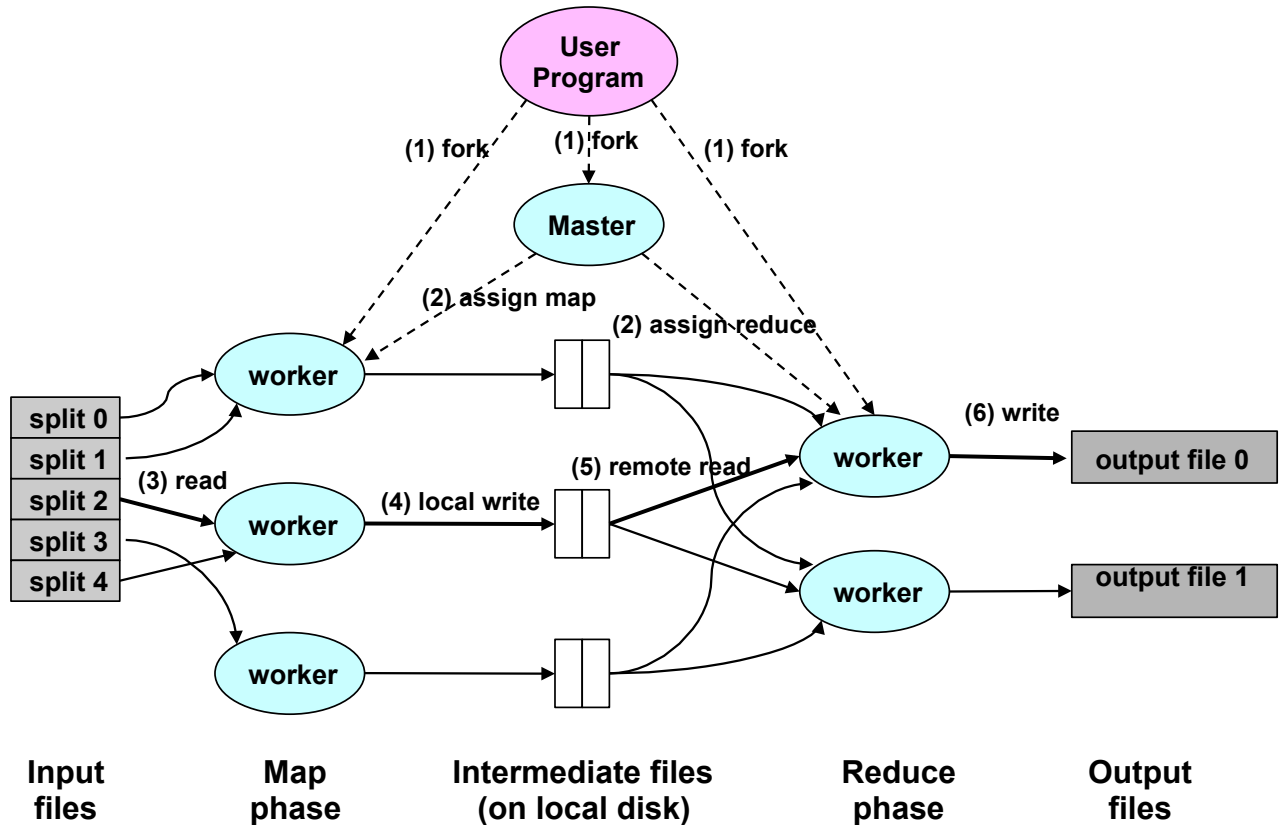 User
Program
(1) fork
(1) fork
(1) fork
Master
(2) assign map
(2) assign reduce
worker
split 0
split 1
split 2
split 3
split 4
(3) read
worker
(4) local write
(5) remote read
worker
(6) write
output file 0
worker
output file 1
worker
Input
files
Map
phase
Intermediate files
(on local disk)
Reduce
phase
Output
files